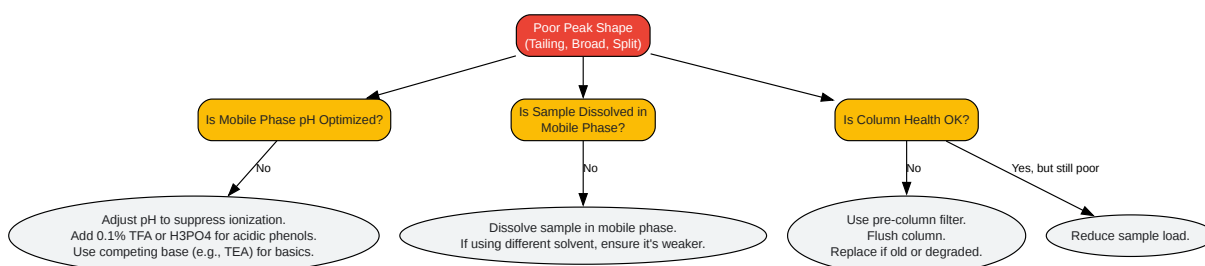 Poor Peak Shape
(Tailing, Broad, Split)
Is Mobile Phase pH Optimized?
Is Sample Dissolved in
Mobile Phase?
Is Column Health OK?
No
No
No
Yes, but still poor
Adjust pH to suppress ionization.
Add 0.1% TFA or H3PO4 for acidic phenols.
Use competing base (e.g., TEA) for basics.
Dissolve sample in mobile phase.
If using different solvent, ensure it's weaker.
Use pre-column filter.
Flush column.
Replace if old or degraded.
Reduce sample load.